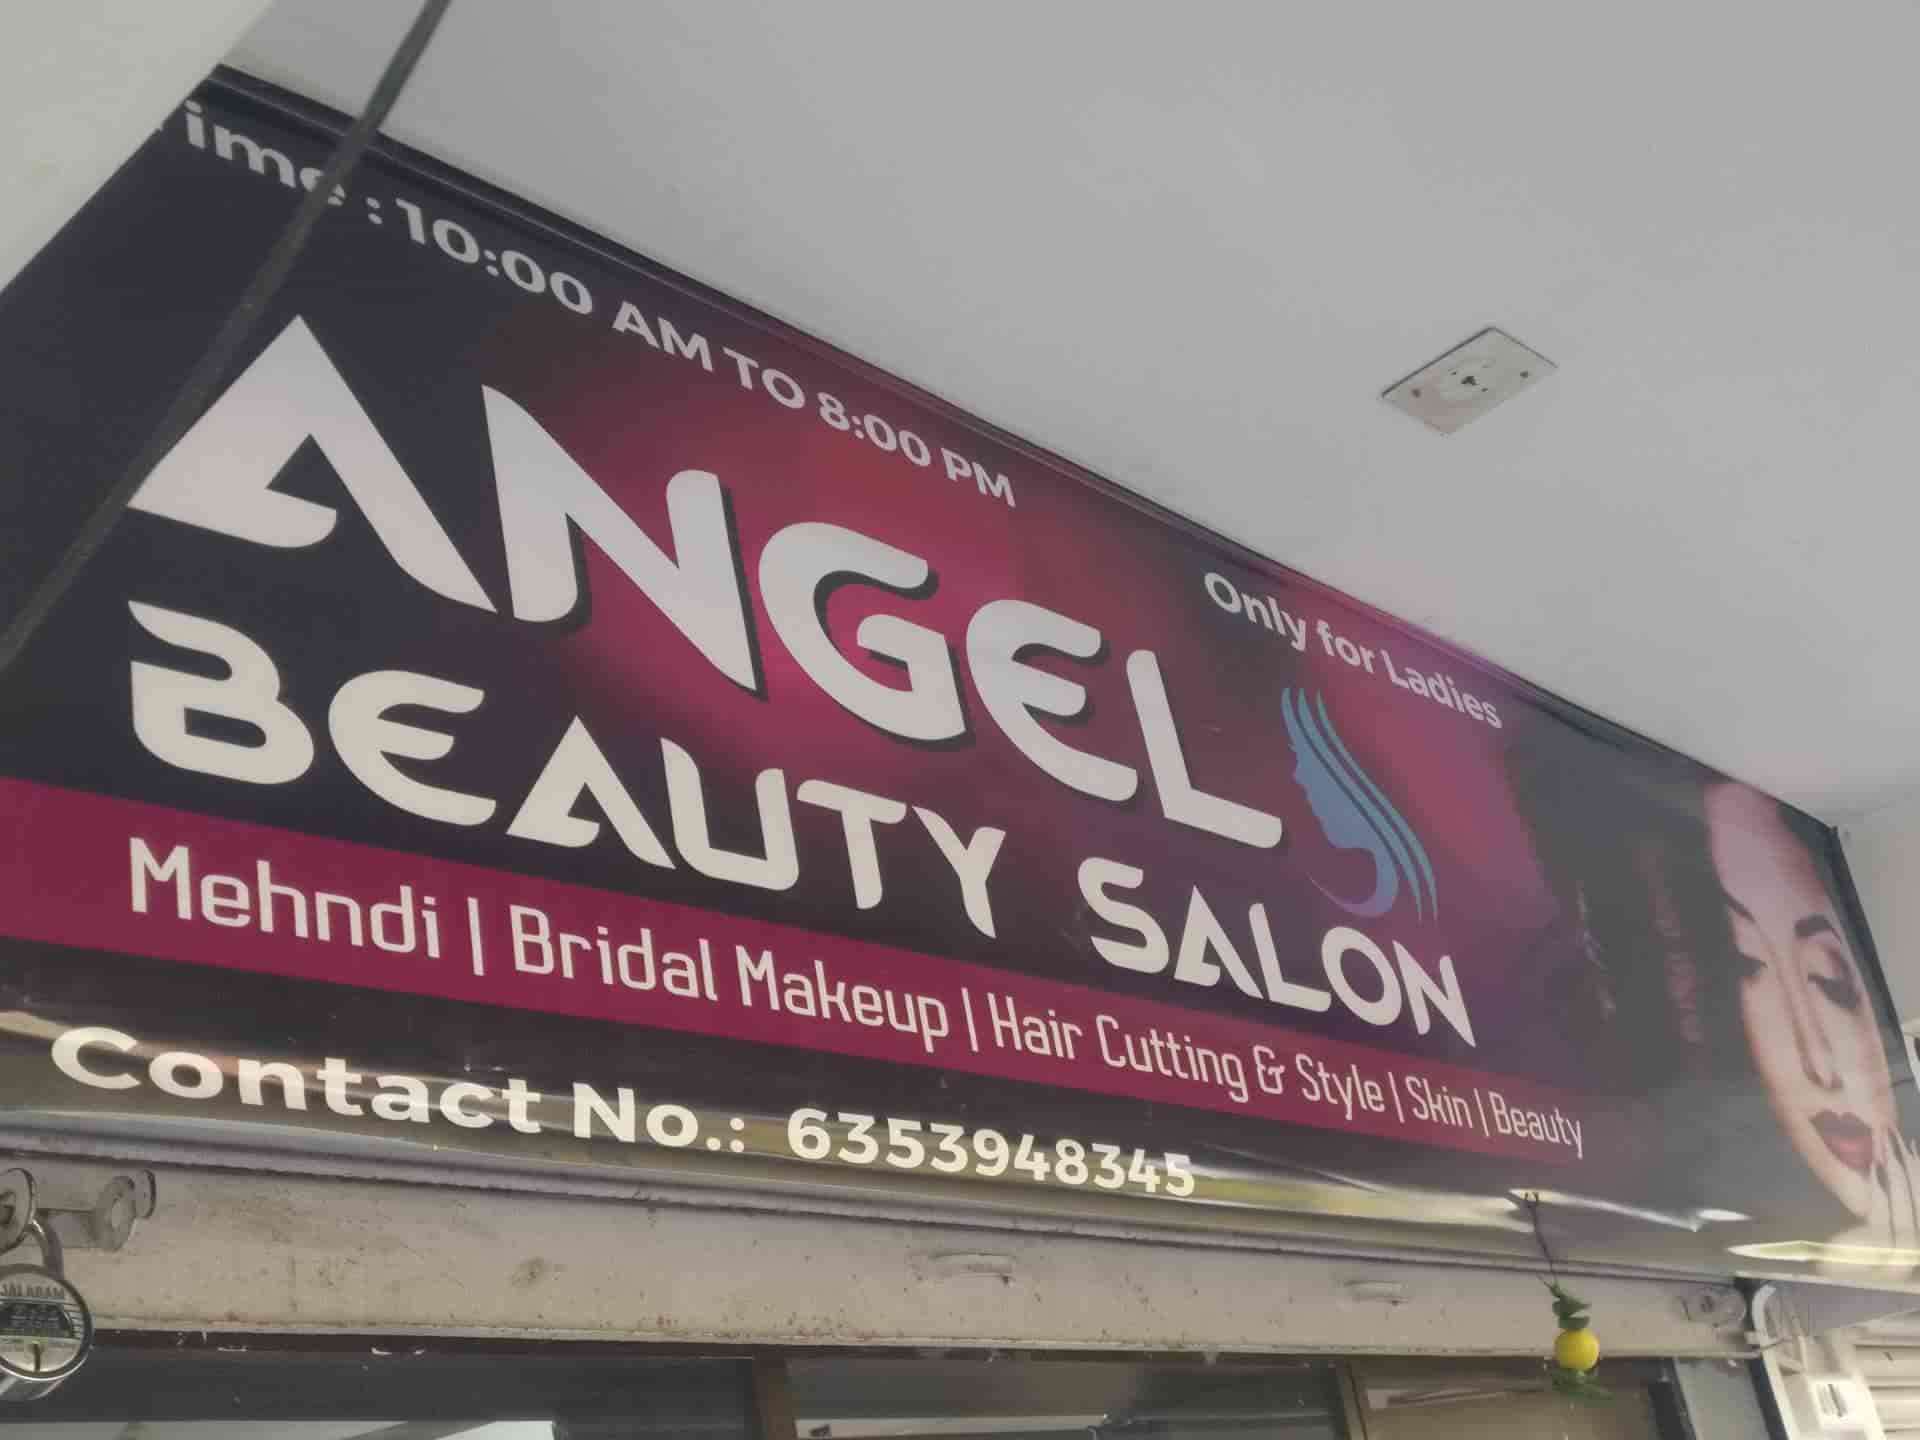 ime : 10:00 AM TO 8:00 PM
Only for Ladies
ANGEL
BEAUTY SALON
Mehndi | Bridal Makeup | Hair Cutting & Style | Skin | Beauty
Contact No.: 6353948345
JALARAM